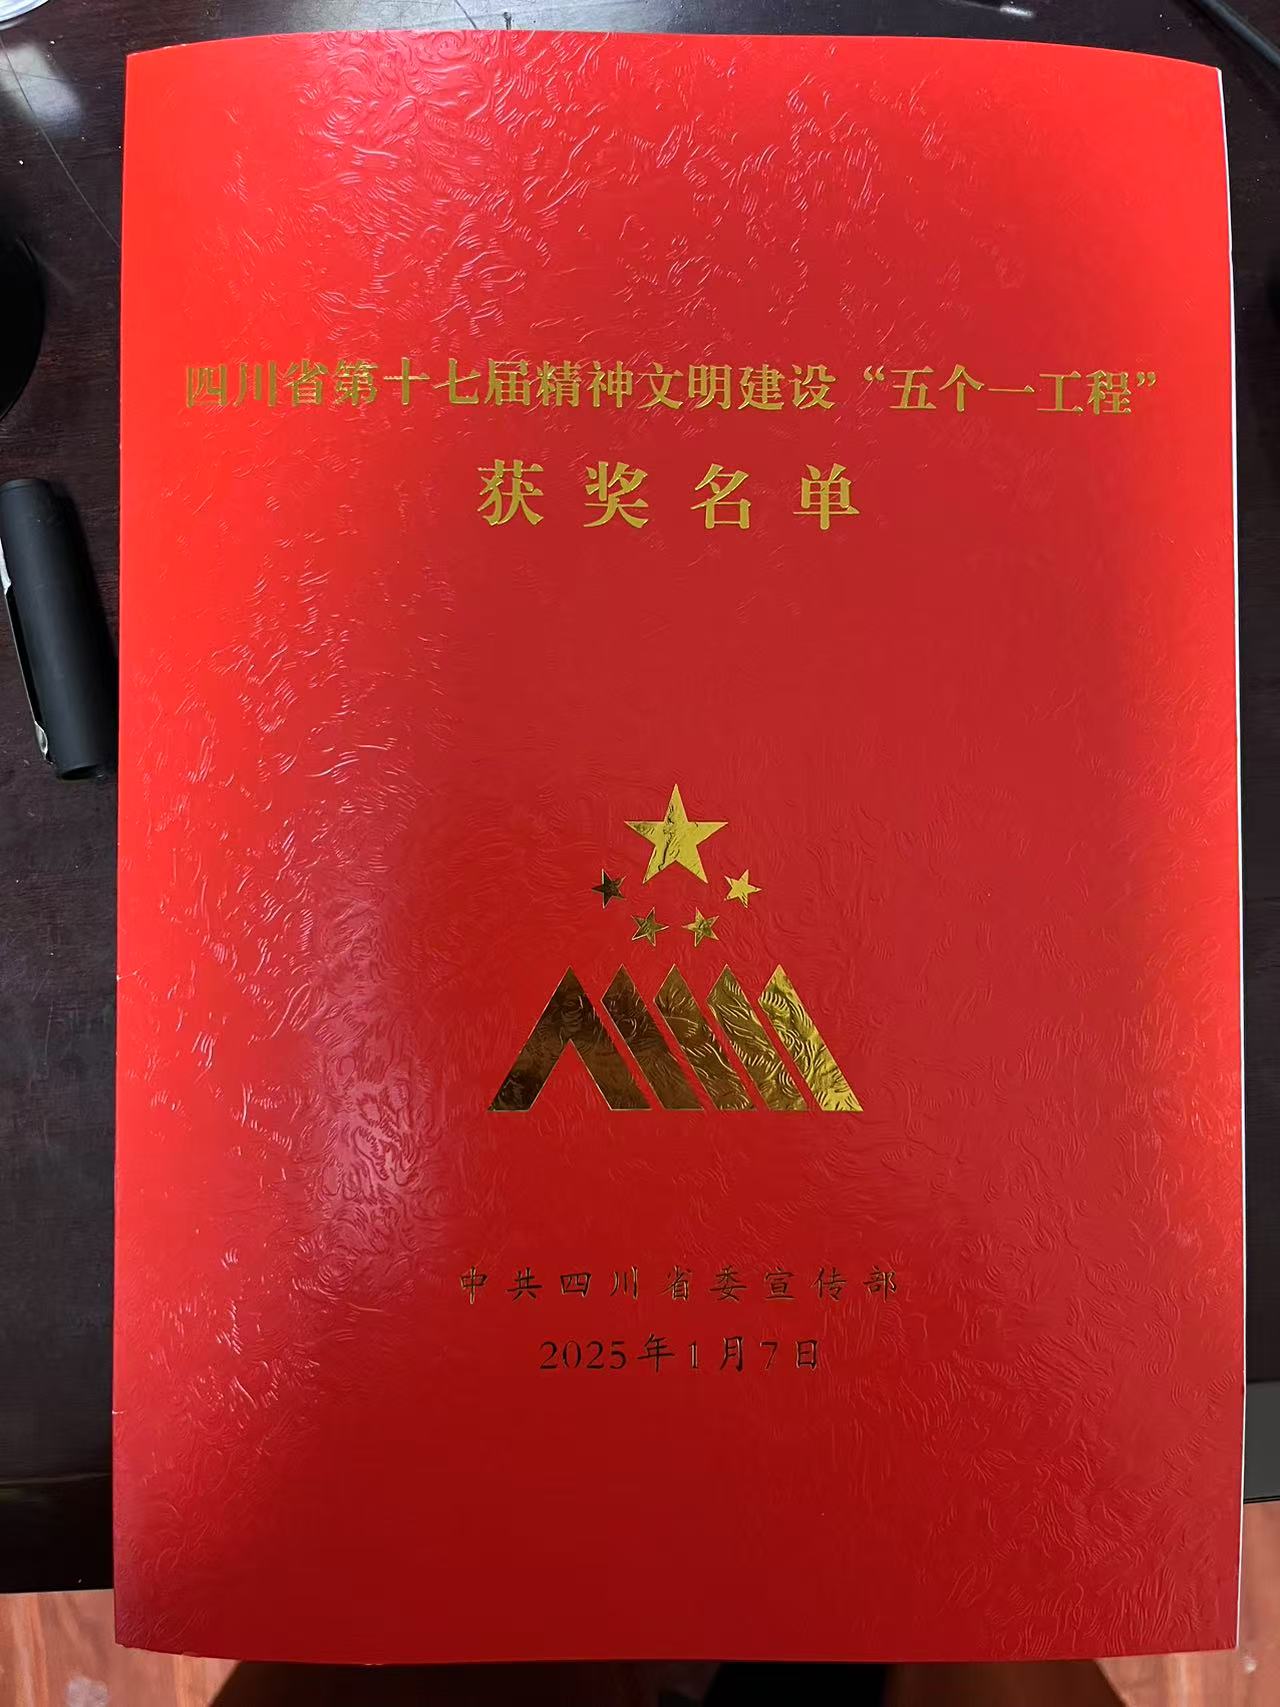 四川省第十七届精神文明建设“五个一工程”
获奖名单
中共四川省委宣传部
2025年1月7日